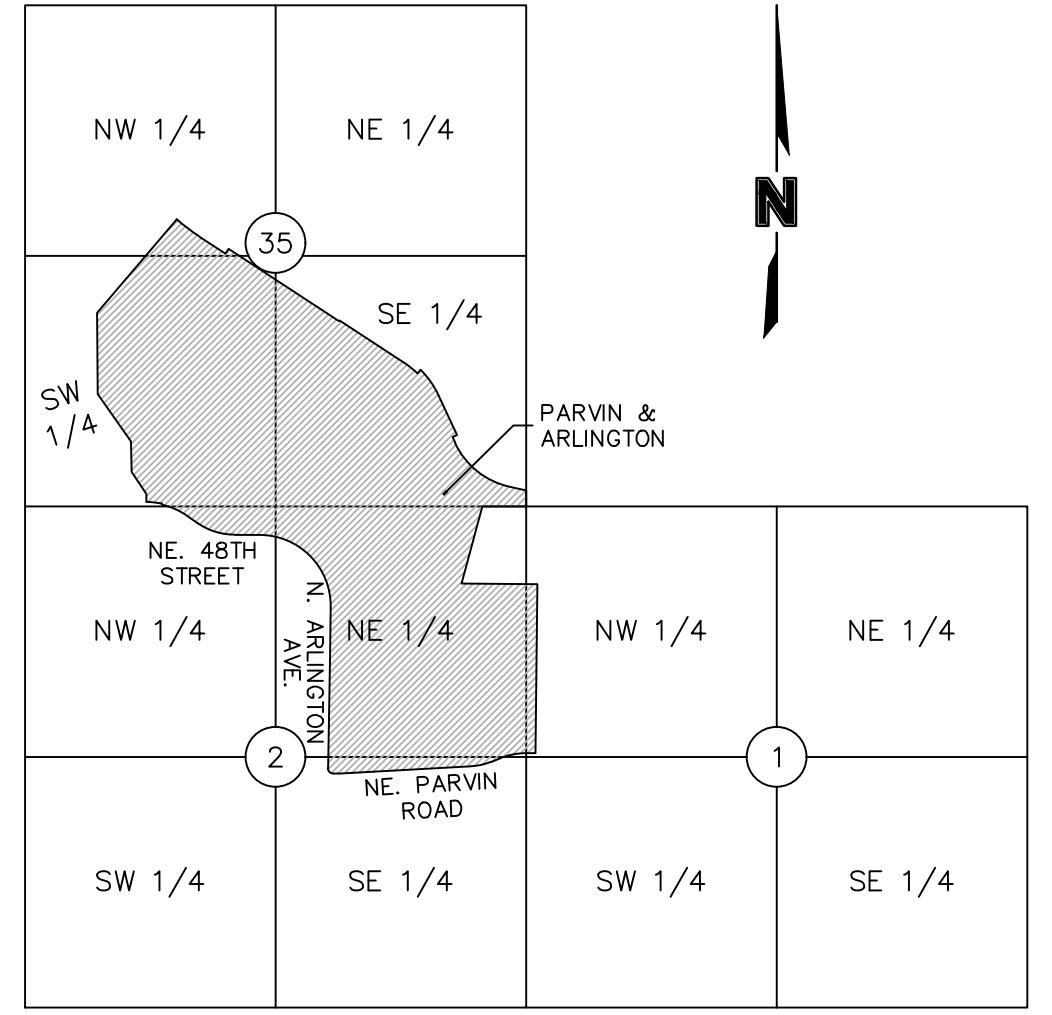 NW 1/4
NE 1/4
N
35
SE 1/4
SW
1/4
PARVIN &
ARLINGTON
NE. 48TH
STREET
N. ARLINGTON
AVE.
NW 1/4
NE 1/4
NW 1/4
NE 1/4
2
1
NE. PARVIN
ROAD
SW 1/4
SE 1/4
SW 1/4
SE 1/4